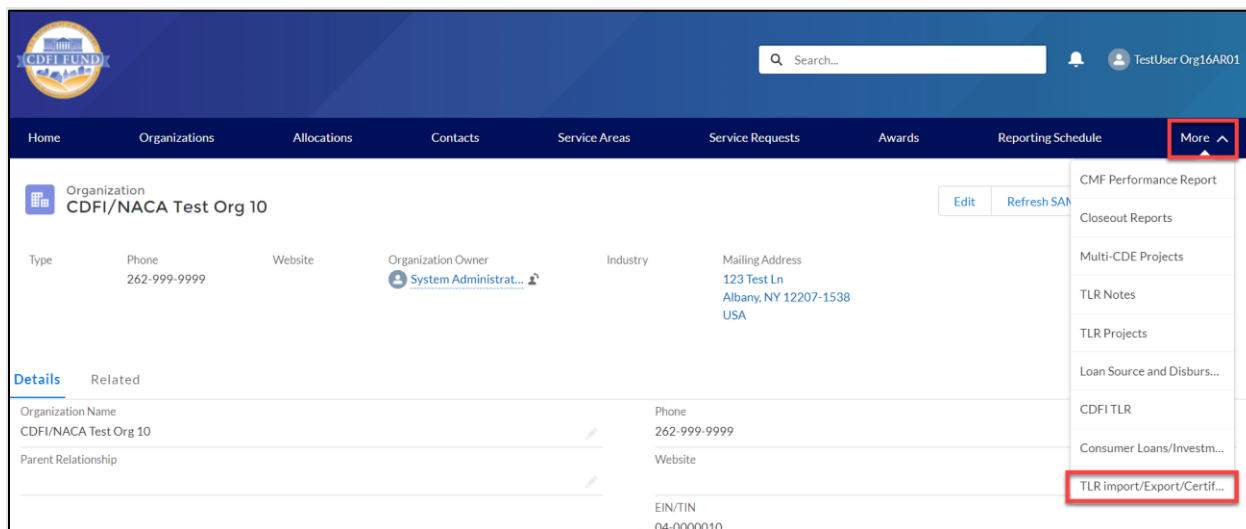 CDFI FUND
Search...
TestUser Org16AR01
Home Organizations Allocations Contacts Service Areas Service Requests Awards Reporting Schedule More
Organization
CDFI/NACA Test Org 10
Edit Refresh SAM
Type Phone Website Organization Owner Industry Mailing Address
262-999-9999 System Administrat... 123 Test Ln
Albany, NY 12207-1538
USA
CMF Performance Report
Closeout Reports
Multi-CDE Projects
TLR Notes
TLR Projects
Loan Source and Disburs...
CDFI TLR
Consumer Loans/Investm...
TLR import/Export/Certif...
Details Related
Organization Name Phone
CDFI/NACA Test Org 10 262-999-9999
Parent Relationship Website
EIN/TIN
04-0000010